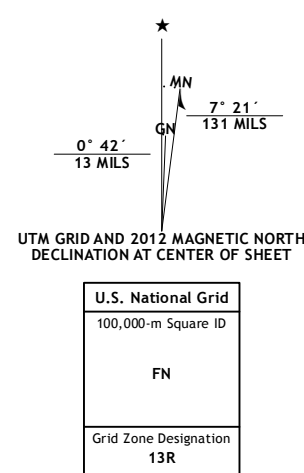 ★
MN
7° 21´
131 MILS
GN
0° 42´
13 MILS
UTM GRID AND 2012 MAGNETIC NORTH
DECLINATION AT CENTER OF SHEET
U.S. National Grid
100,000-m Square ID
FN
Grid Zone Designation
13R